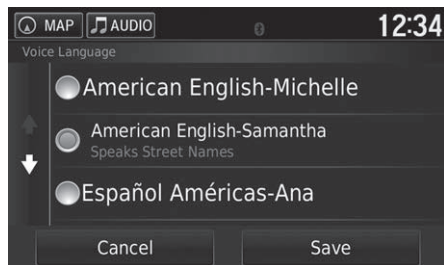 MAP AUDIO 12:34
Voice Language
American English-Michelle
American English-Samantha
Speaks Street Names
Español Américas-Ana
Cancel Save